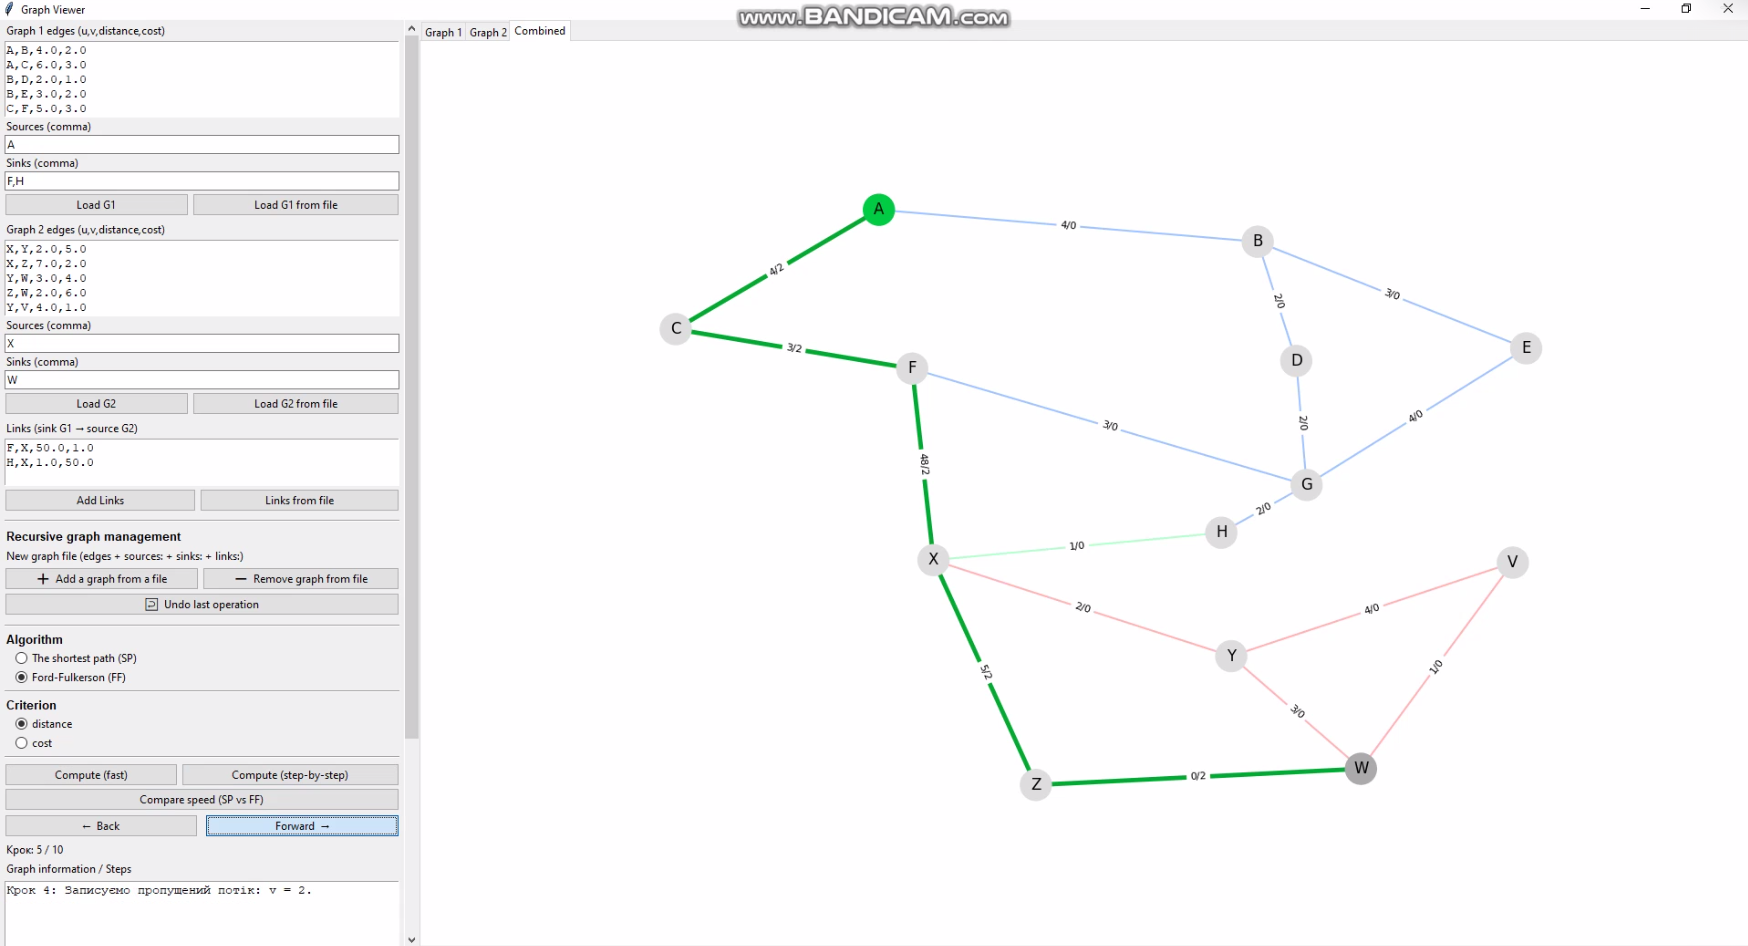 Graph Viewer
www.BANDICAM.com
Graph 1 edges (u,v,distance,cost)
A,B,4.0,2.0
A,C,6.0,3.0
B,D,2.0,1.0
B,E,3.0,2.0
C,F,5.0,3.0
Sources (comma)
A
Sinks (comma)
F,H
Load G1
Load G1 from file
Graph 2 edges (u,v,distance,cost)
X,Y,2.0,5.0
X,Z,7.0,2.0
Y,W,3.0,4.0
Z,W,2.0,6.0
Y,V,4.0,1.0
Sources (comma)
X
Sinks (comma)
W
Load G2
Load G2 from file
Links (sink G1 → source G2)
F,X,50.0,1.0
H,X,1.0,50.0
Add Links
Links from file
Recursive graph management
New graph file (edges + sources: + sinks: + links:)
+ Add a graph from a file
− Remove graph from file
Undo last operation
Algorithm
The shortest path (SP)
Ford-Fulkerson (FF)
Criterion
distance
cost
Compute (fast)
Compute (step-by-step)
Compare speed (SP vs FF)
← Back
Forward →
Крок: 5 / 10
Graph information / Steps
Крок 4: Записуємо пропущений потік: v = 2.
Graph 1
Graph 2
Combined
A
4/0
B
4/2
2/0
3/0
C
3/2
F
D
E
3/0
2/0
4/0
48/2
G
2/0
H
1/0
X
V
2/0
4/0
5/2
Y
1/0
3/0
Z
0/2
W